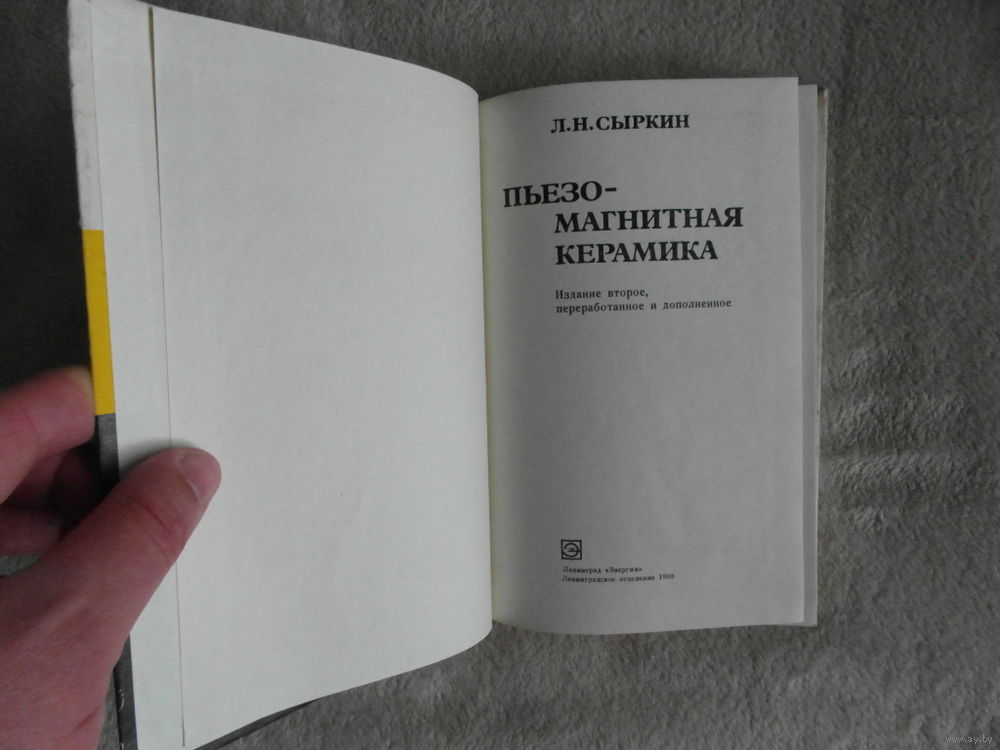 Л.Н.СЫРКИН
ПЬЕЗО-
МАГНИТНАЯ
КЕРАМИКА
Издание второе,
переработанное и дополненное
Ленинград «Энергия»
Ленинградское отделение 1980
www.ay.by